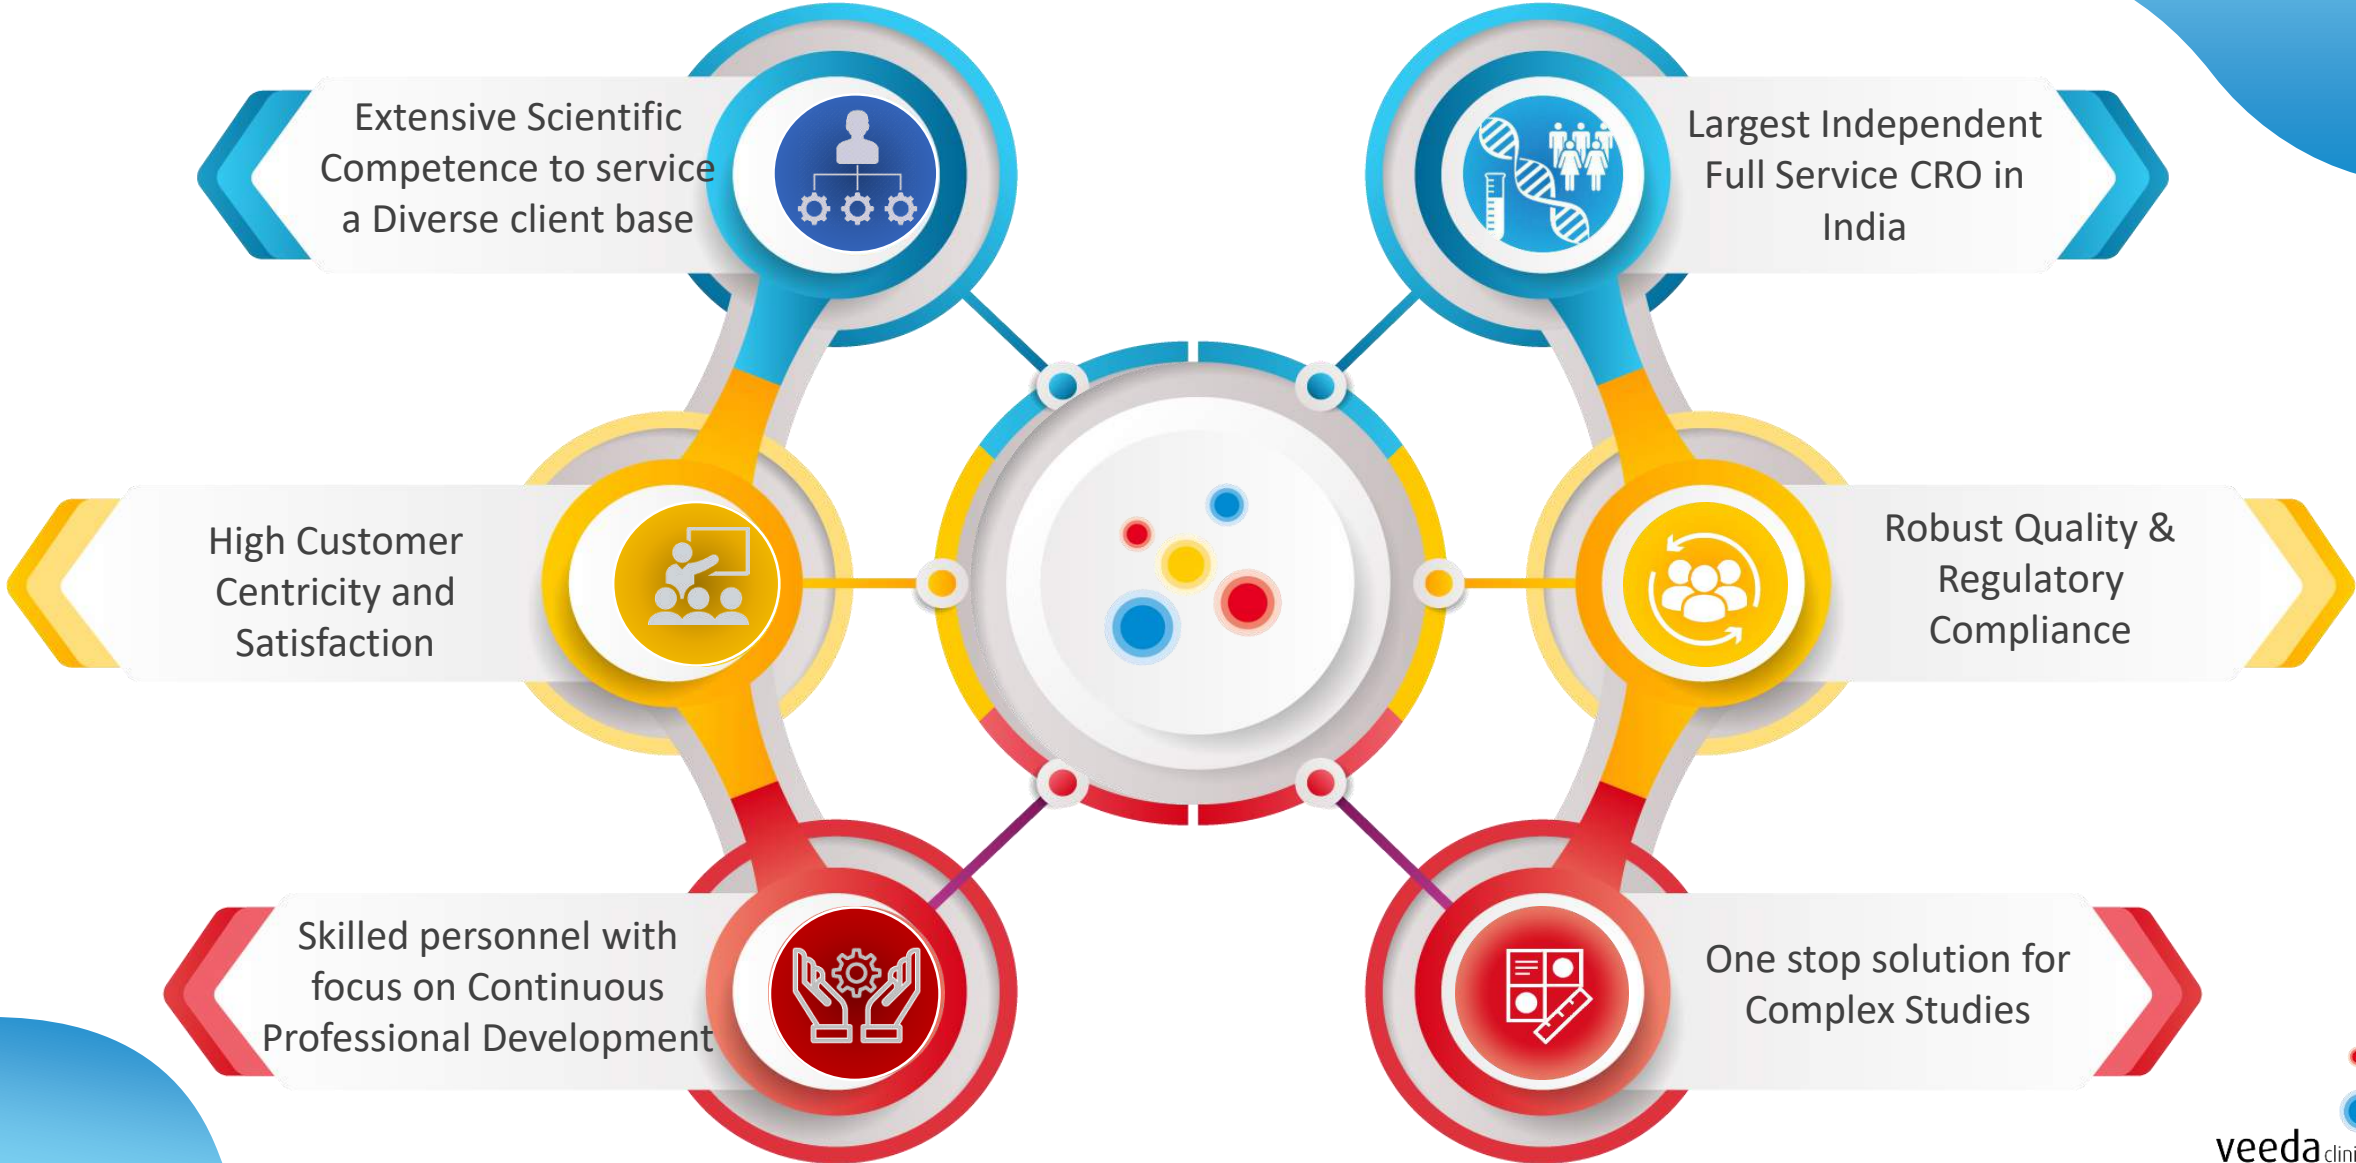 Extensive Scientific
Competence to service
a Diverse client base
Largest Independent
Full Service CRO in
India
High Customer
Centricity and
Satisfaction
Robust Quality &
Regulatory
Compliance
Skilled personnel with
focus on Continuous
Professional Development
One stop solution for
Complex Studies
veeda